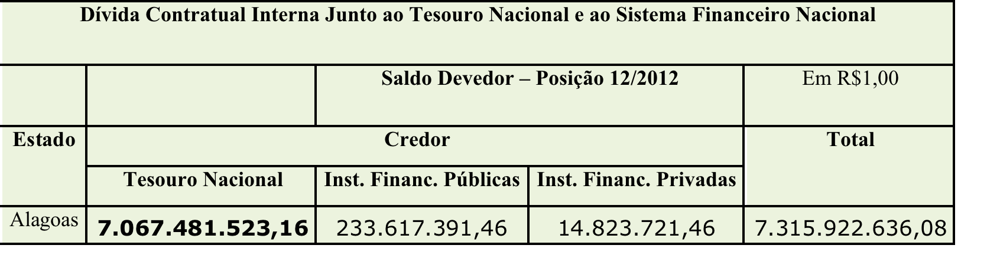 Dívida Contratual Interna Junto ao Tesouro Nacional e ao Sistema Financeiro Nacional
Saldo Devedor – Posição 12/2012 Em R$1,00
Estado Credor Total
Tesouro Nacional Inst. Financ. Públicas Inst. Financ. Privadas
Alagoas 7.067.481.523,16 233.617.391,46 14.823.721,46 7.315.922.636,08